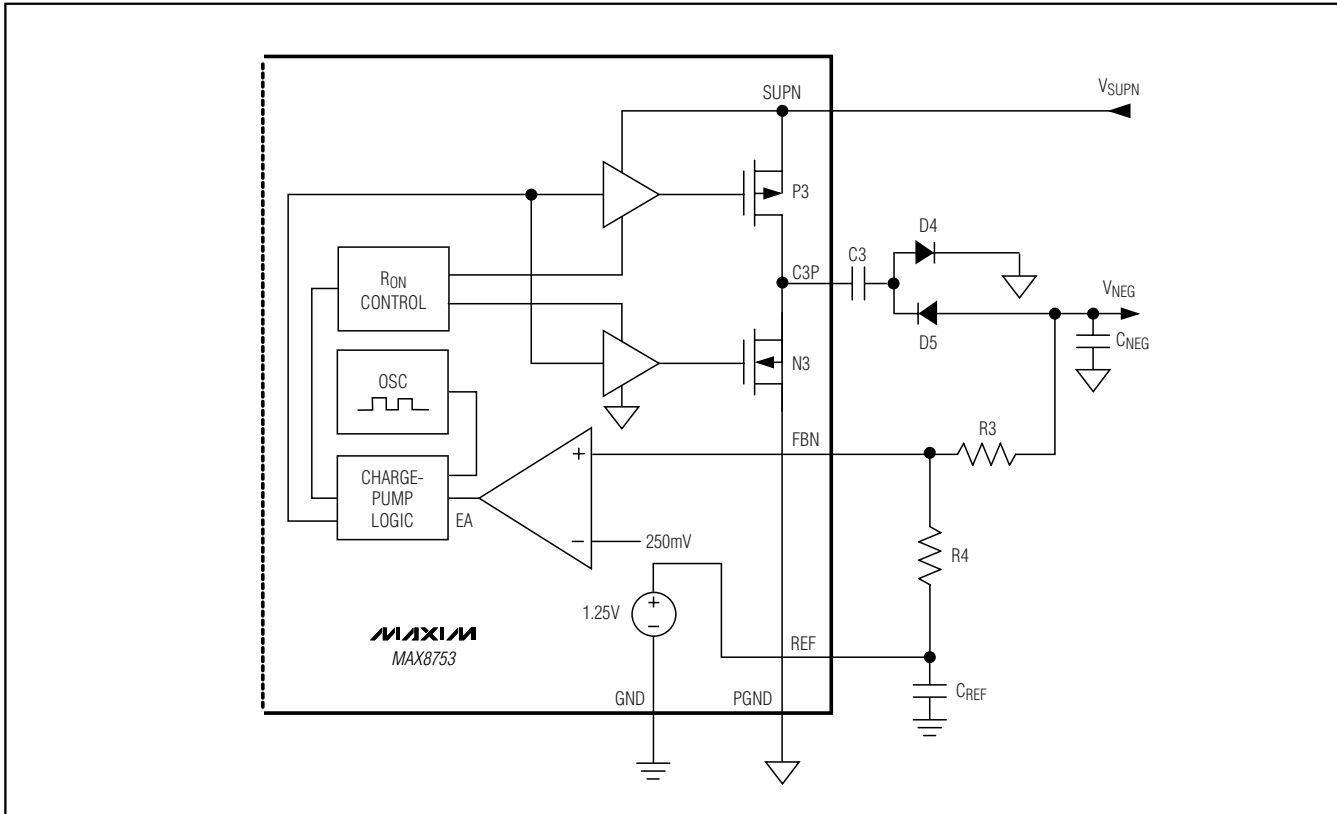 SUPN
VSUPN
P3
D4
C3
C3P
RON
CONTROL
VNEG
D5
CNEG
N3
OSC
FBN
R3
CHARGE-
PUMP
LOGIC
EA
+
−
250mV
R4
1.25V
+
−
MAXIM
MAX8753
REF
CREF
GND
PGND